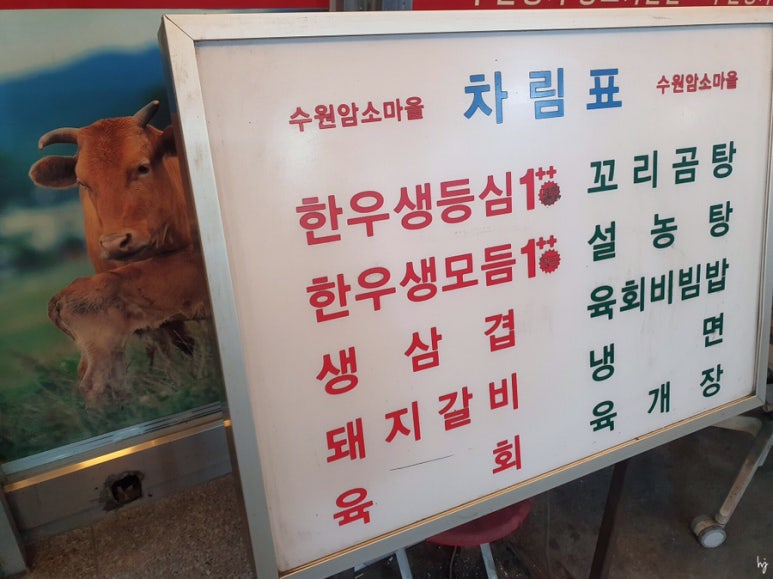 수원암소마을 차림표 수원암소마을
한우생등심 1++
한우생모듬 1++
생삼겹
돼지갈비
육회
꼬리곰탕
설농탕
육회비빔밥
냉면
육개장
hj